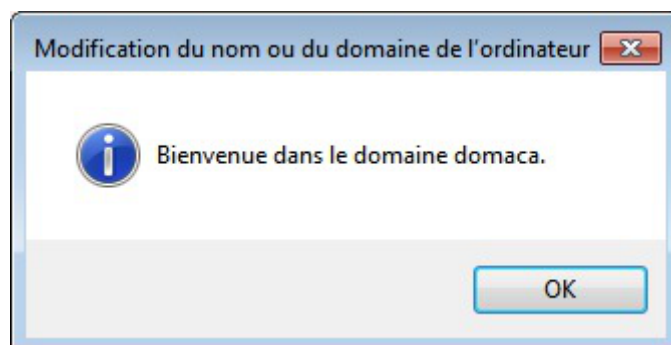 Modification du nom ou du domaine de l'ordinateur
Bienvenue dans le domaine domaca.
OK